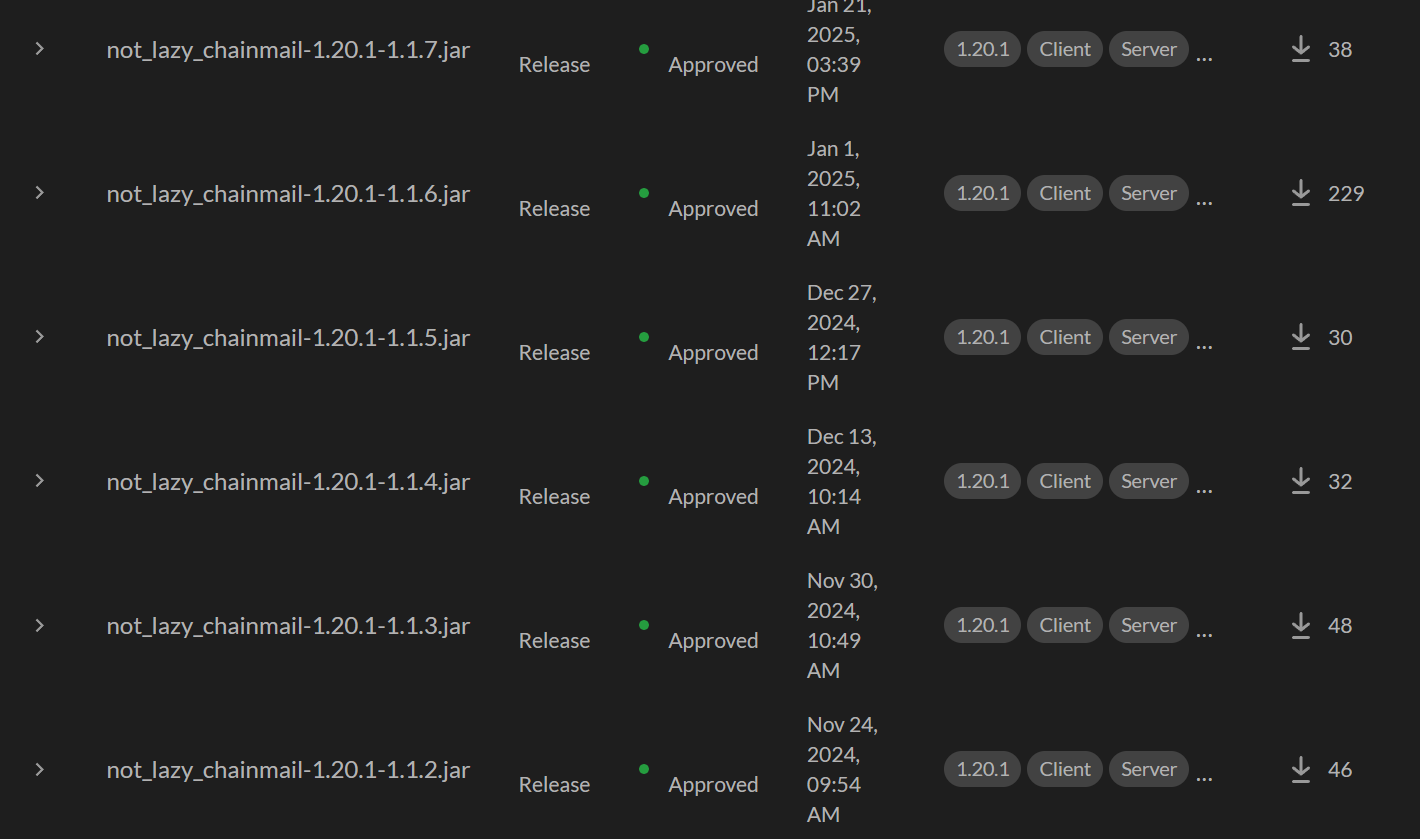 Jan 21,
not_lazy_chainmail-1.20.1-1.1.7.jar
Release
Approved
2025,
03:39
PM
1.20.1
Client
Server
...
38
not_lazy_chainmail-1.20.1-1.1.6.jar
Release
Approved
Jan 1,
2025,
11:02
AM
1.20.1
Client
Server
...
229
not_lazy_chainmail-1.20.1-1.1.5.jar
Release
Approved
Dec 27,
2024,
12:17
PM
1.20.1
Client
Server
...
30
not_lazy_chainmail-1.20.1-1.1.4.jar
Release
Approved
Dec 13,
2024,
10:14
AM
1.20.1
Client
Server
...
32
not_lazy_chainmail-1.20.1-1.1.3.jar
Release
Approved
Nov 30,
2024,
10:49
AM
1.20.1
Client
Server
...
48
not_lazy_chainmail-1.20.1-1.1.2.jar
Release
Approved
Nov 24,
2024,
09:54
AM
1.20.1
Client
Server
...
46